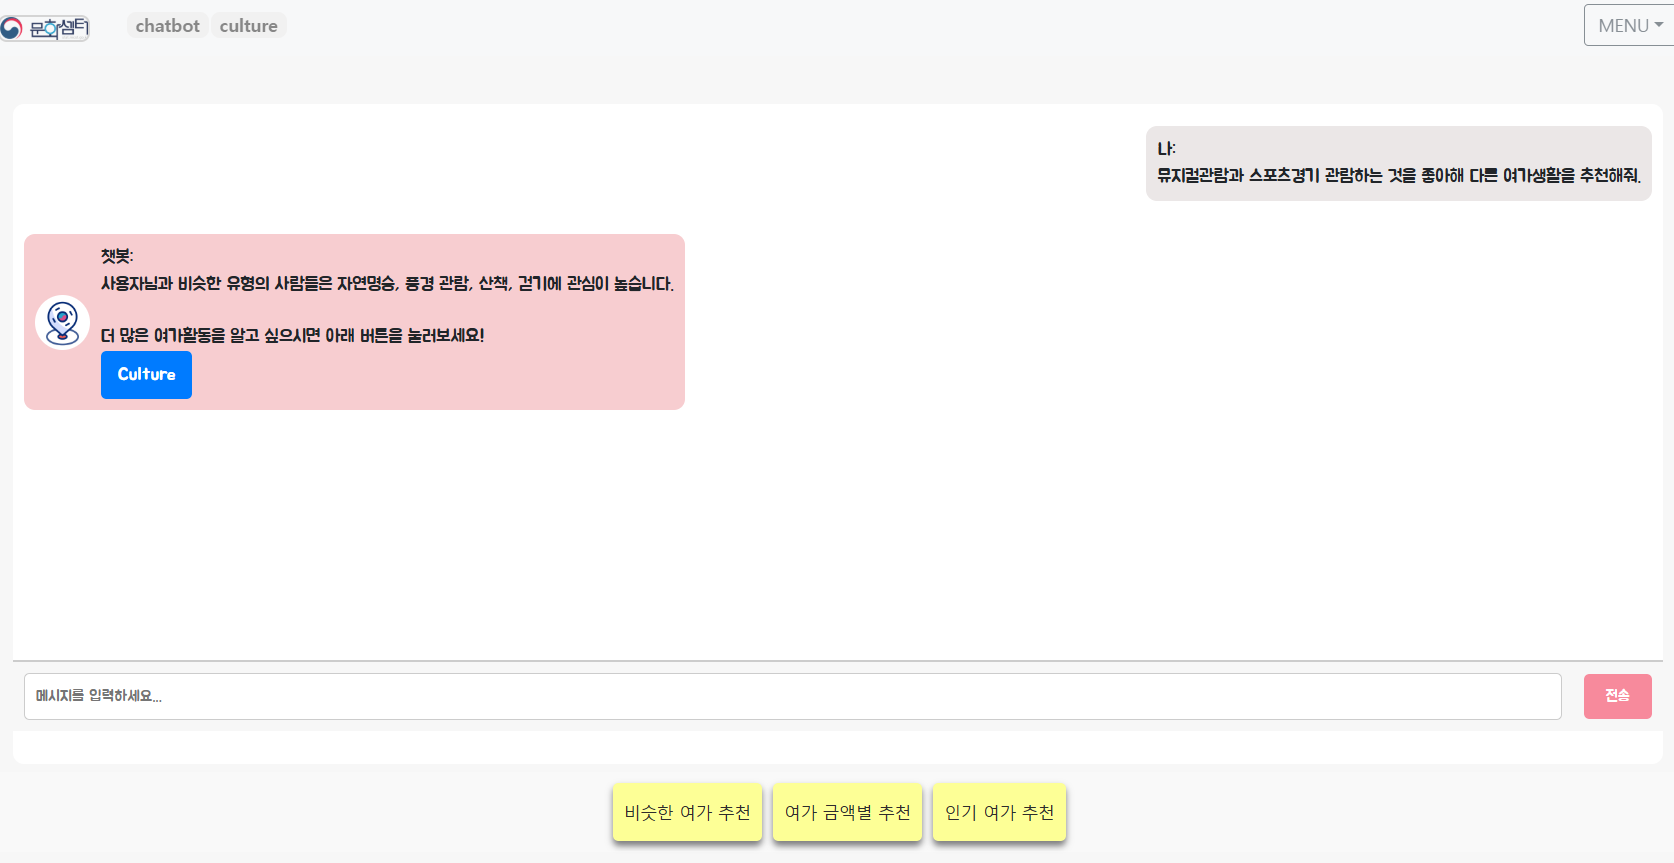 문화셈터
chatbot culture
MENU
나:
뮤지컬관람과 스포츠경기 관람하는 것을 좋아해 다른 여가생활을 추천해줘.
챗봇:
사용자님과 비슷한 유형의 사람들은 자연명승, 풍경 관람, 산책, 걷기에 관심이 높습니다.
더 많은 여가활동을 알고 싶으시면 아래 버튼을 눌러보세요!
Culture
메시지를 입력하세요...
전송
비슷한 여가 추천
여가 금액별 추천
인기 여가 추천